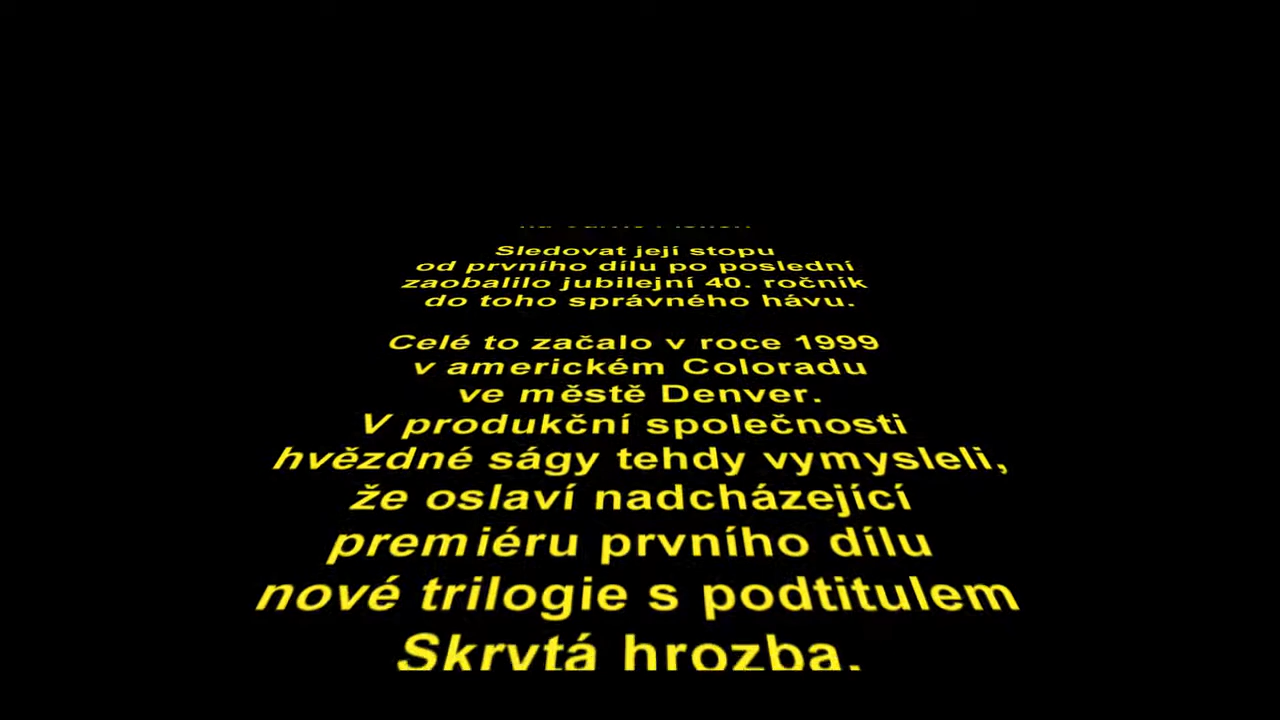 Sledovat její stopu
od prvního dílu po poslední
zaobalilo jubilejní 40. ročník
do toho správného hávu.
Celé to začalo v roce 1999
v americkém Coloradu
ve městě Denver.
V produkční společnosti
hvězdné ságy tehdy vymysleli,
že oslaví nadcházející
premiéru prvního dílu
nové trilogie s podtitulem
Skrytá hrozba.